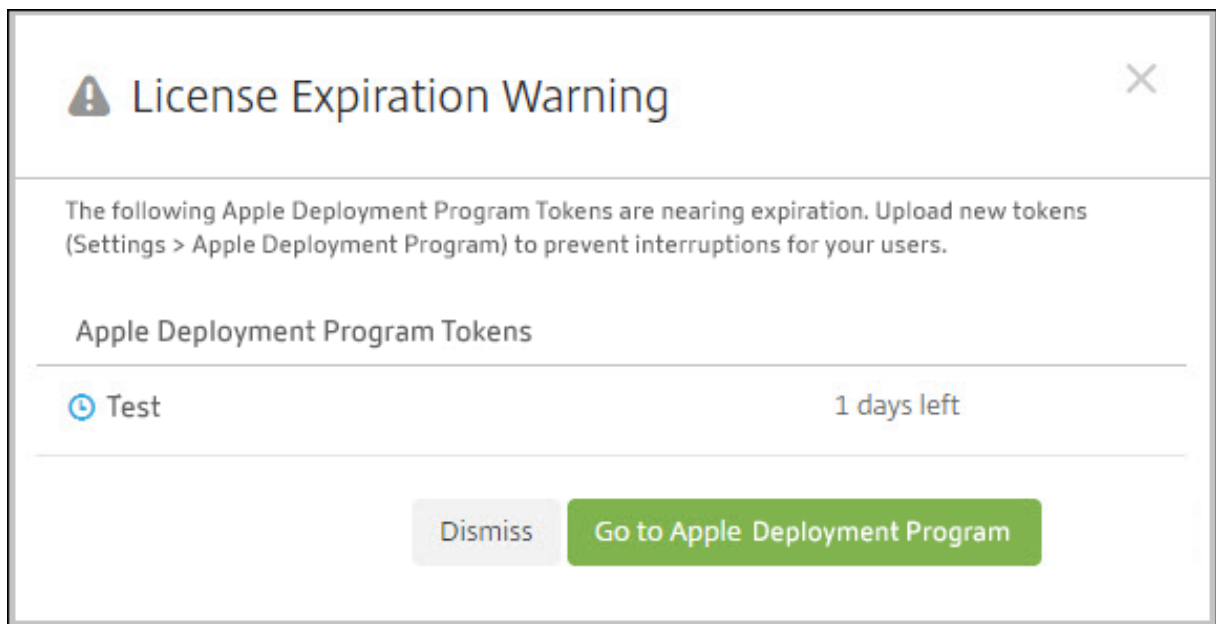 License Expiration Warning
The following Apple Deployment Program Tokens are nearing expiration. Upload new tokens
(Settings > Apple Deployment Program) to prevent interruptions for your users.
Apple Deployment Program Tokens
Test 1 days left
Dismiss Go to Apple Deployment Program